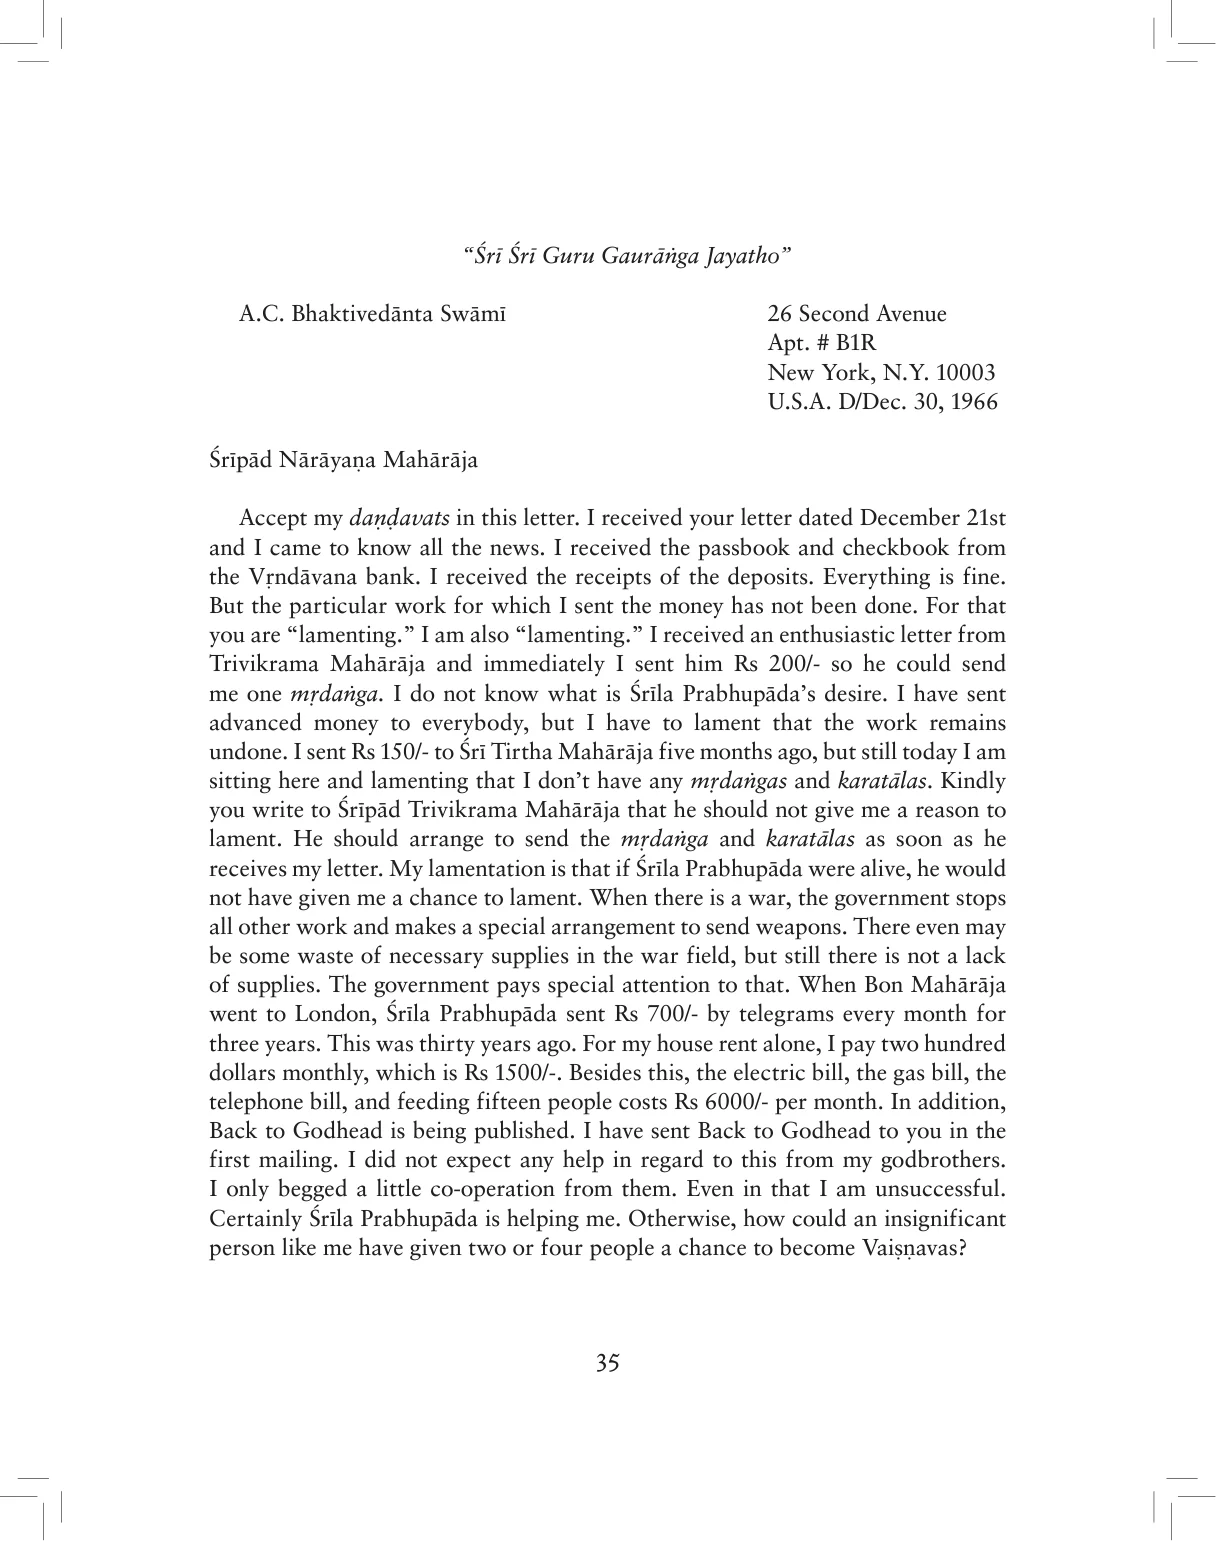 “Śrī Śrī Guru Gaurāṅga Jayatho”
A.C. Bhaktivedānta Swāmī
26 Second Avenue
Apt. # B1R
New York, N.Y. 10003
U.S.A. D/Dec. 30, 1966
Śrīpād Nārāyaṇa Mahārāja
Accept my daṇḍavats in this letter. I received your letter dated December 21st
and I came to know all the news. I received the passbook and checkbook from
the Vṛndāvana bank. I received the receipts of the deposits. Everything is fine.
But the particular work for which I sent the money has not been done. For that
you are “lamenting.” I am also “lamenting.” I received an enthusiastic letter from
Trivikrama Mahārāja and immediately I sent him Rs 200/- so he could send
me one mṛdaṅga. I do not know what is Śrīla Prabhupāda’s desire. I have sent
advanced money to everybody, but I have to lament that the work remains
undone. I sent Rs 150/- to Śrī Tirtha Mahārāja five months ago, but still today I am
sitting here and lamenting that I don’t have any mṛdaṅgas and karatālas. Kindly
you write to Śrīpād Trivikrama Mahārāja that he should not give me a reason to
lament. He should arrange to send the mṛdaṅga and karatālas as soon as he
receives my letter. My lamentation is that if Śrīla Prabhupāda were alive, he would
not have given me a chance to lament. When there is a war, the government stops
all other work and makes a special arrangement to send weapons. There even may
be some waste of necessary supplies in the war field, but still there is not a lack
of supplies. The government pays special attention to that. When Bon Mahārāja
went to London, Śrīla Prabhupāda sent Rs 700/- by telegrams every month for
three years. This was thirty years ago. For my house rent alone, I pay two hundred
dollars monthly, which is Rs 1500/-. Besides this, the electric bill, the gas bill, the
telephone bill, and feeding fifteen people costs Rs 6000/- per month. In addition,
Back to Godhead is being published. I have sent Back to Godhead to you in the
first mailing. I did not expect any help in regard to this from my godbrothers.
I only begged a little co-operation from them. Even in that I am unsuccessful.
Certainly Śrīla Prabhupāda is helping me. Otherwise, how could an insignificant
person like me have given two or four people a chance to become Vaiṣṇavas?
35